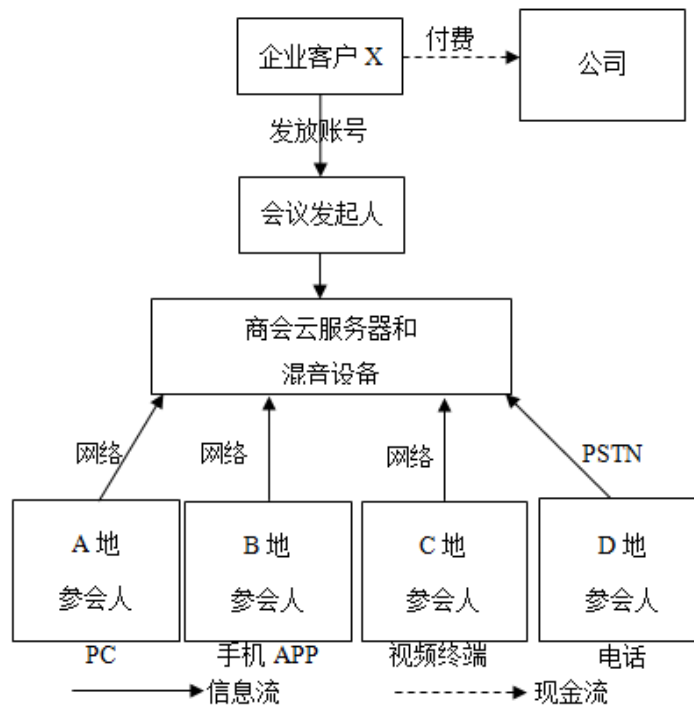 企业客户 X
付费
公司
发放账号
会议发起人
商会云服务器和
混音设备
网络
网络
网络
PSTN
A 地
参会人
B 地
参会人
C 地
参会人
D 地
参会人
PC
手机 APP
视频终端
电话
信息流
现金流